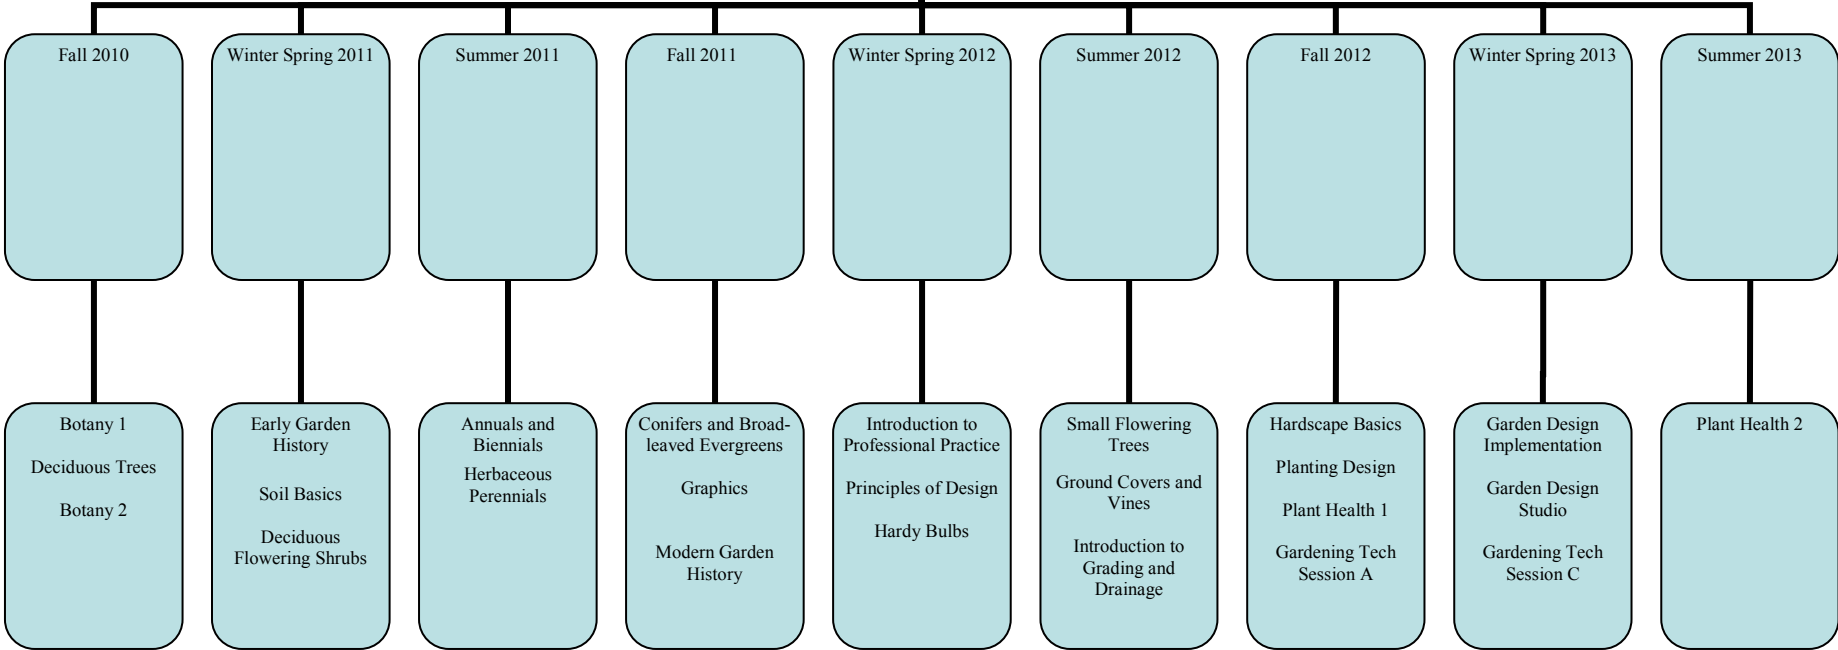 Fall 2010
Winter Spring 2011
Summer 2011
Fall 2011
Winter Spring 2012
Summer 2012
Fall 2012
Winter Spring 2013
Summer 2013
Botany 1
Deciduous Trees
Botany 2
Early Garden
History
Soil Basics
Deciduous
Flowering Shrubs
Annuals and
Biennials
Herbaceous
Perennials
Conifers and Broad-
leaved Evergreens
Graphics
Modern Garden
History
Introduction to
Professional Practice
Principles of Design
Hardy Bulbs
Small Flowering
Trees
Ground Covers and
Vines
Introduction to
Grading and
Drainage
Hardscape Basics
Planting Design
Plant Health 1
Gardening Tech
Session A
Garden Design
Implementation
Garden Design
Studio
Gardening Tech
Session C
Plant Health 2